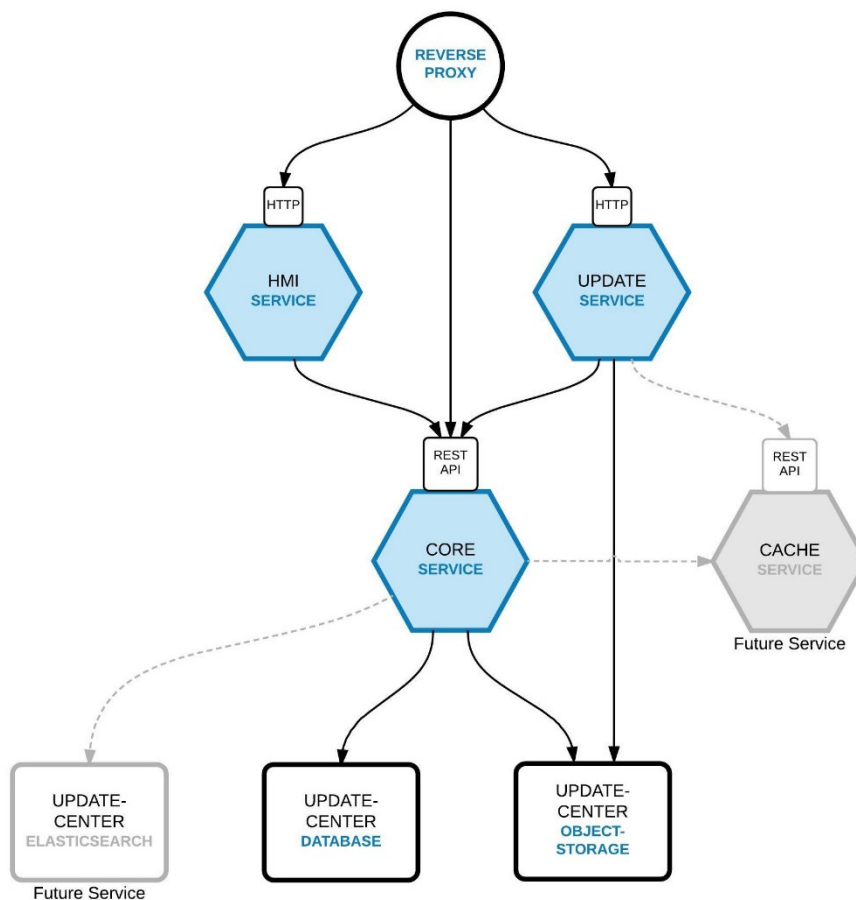 REVERSE
PROXY
HTTP
HTTP
HMI
SERVICE
UPDATE
SERVICE
REST
API
REST
API
CORE
SERVICE
CACHE
SERVICE
Future Service
UPDATE-
CENTER
ELASTICSEARCH
UPDATE-
CENTER
DATABASE
UPDATE-
CENTER
OBJECT-
STORAGE
Future Service